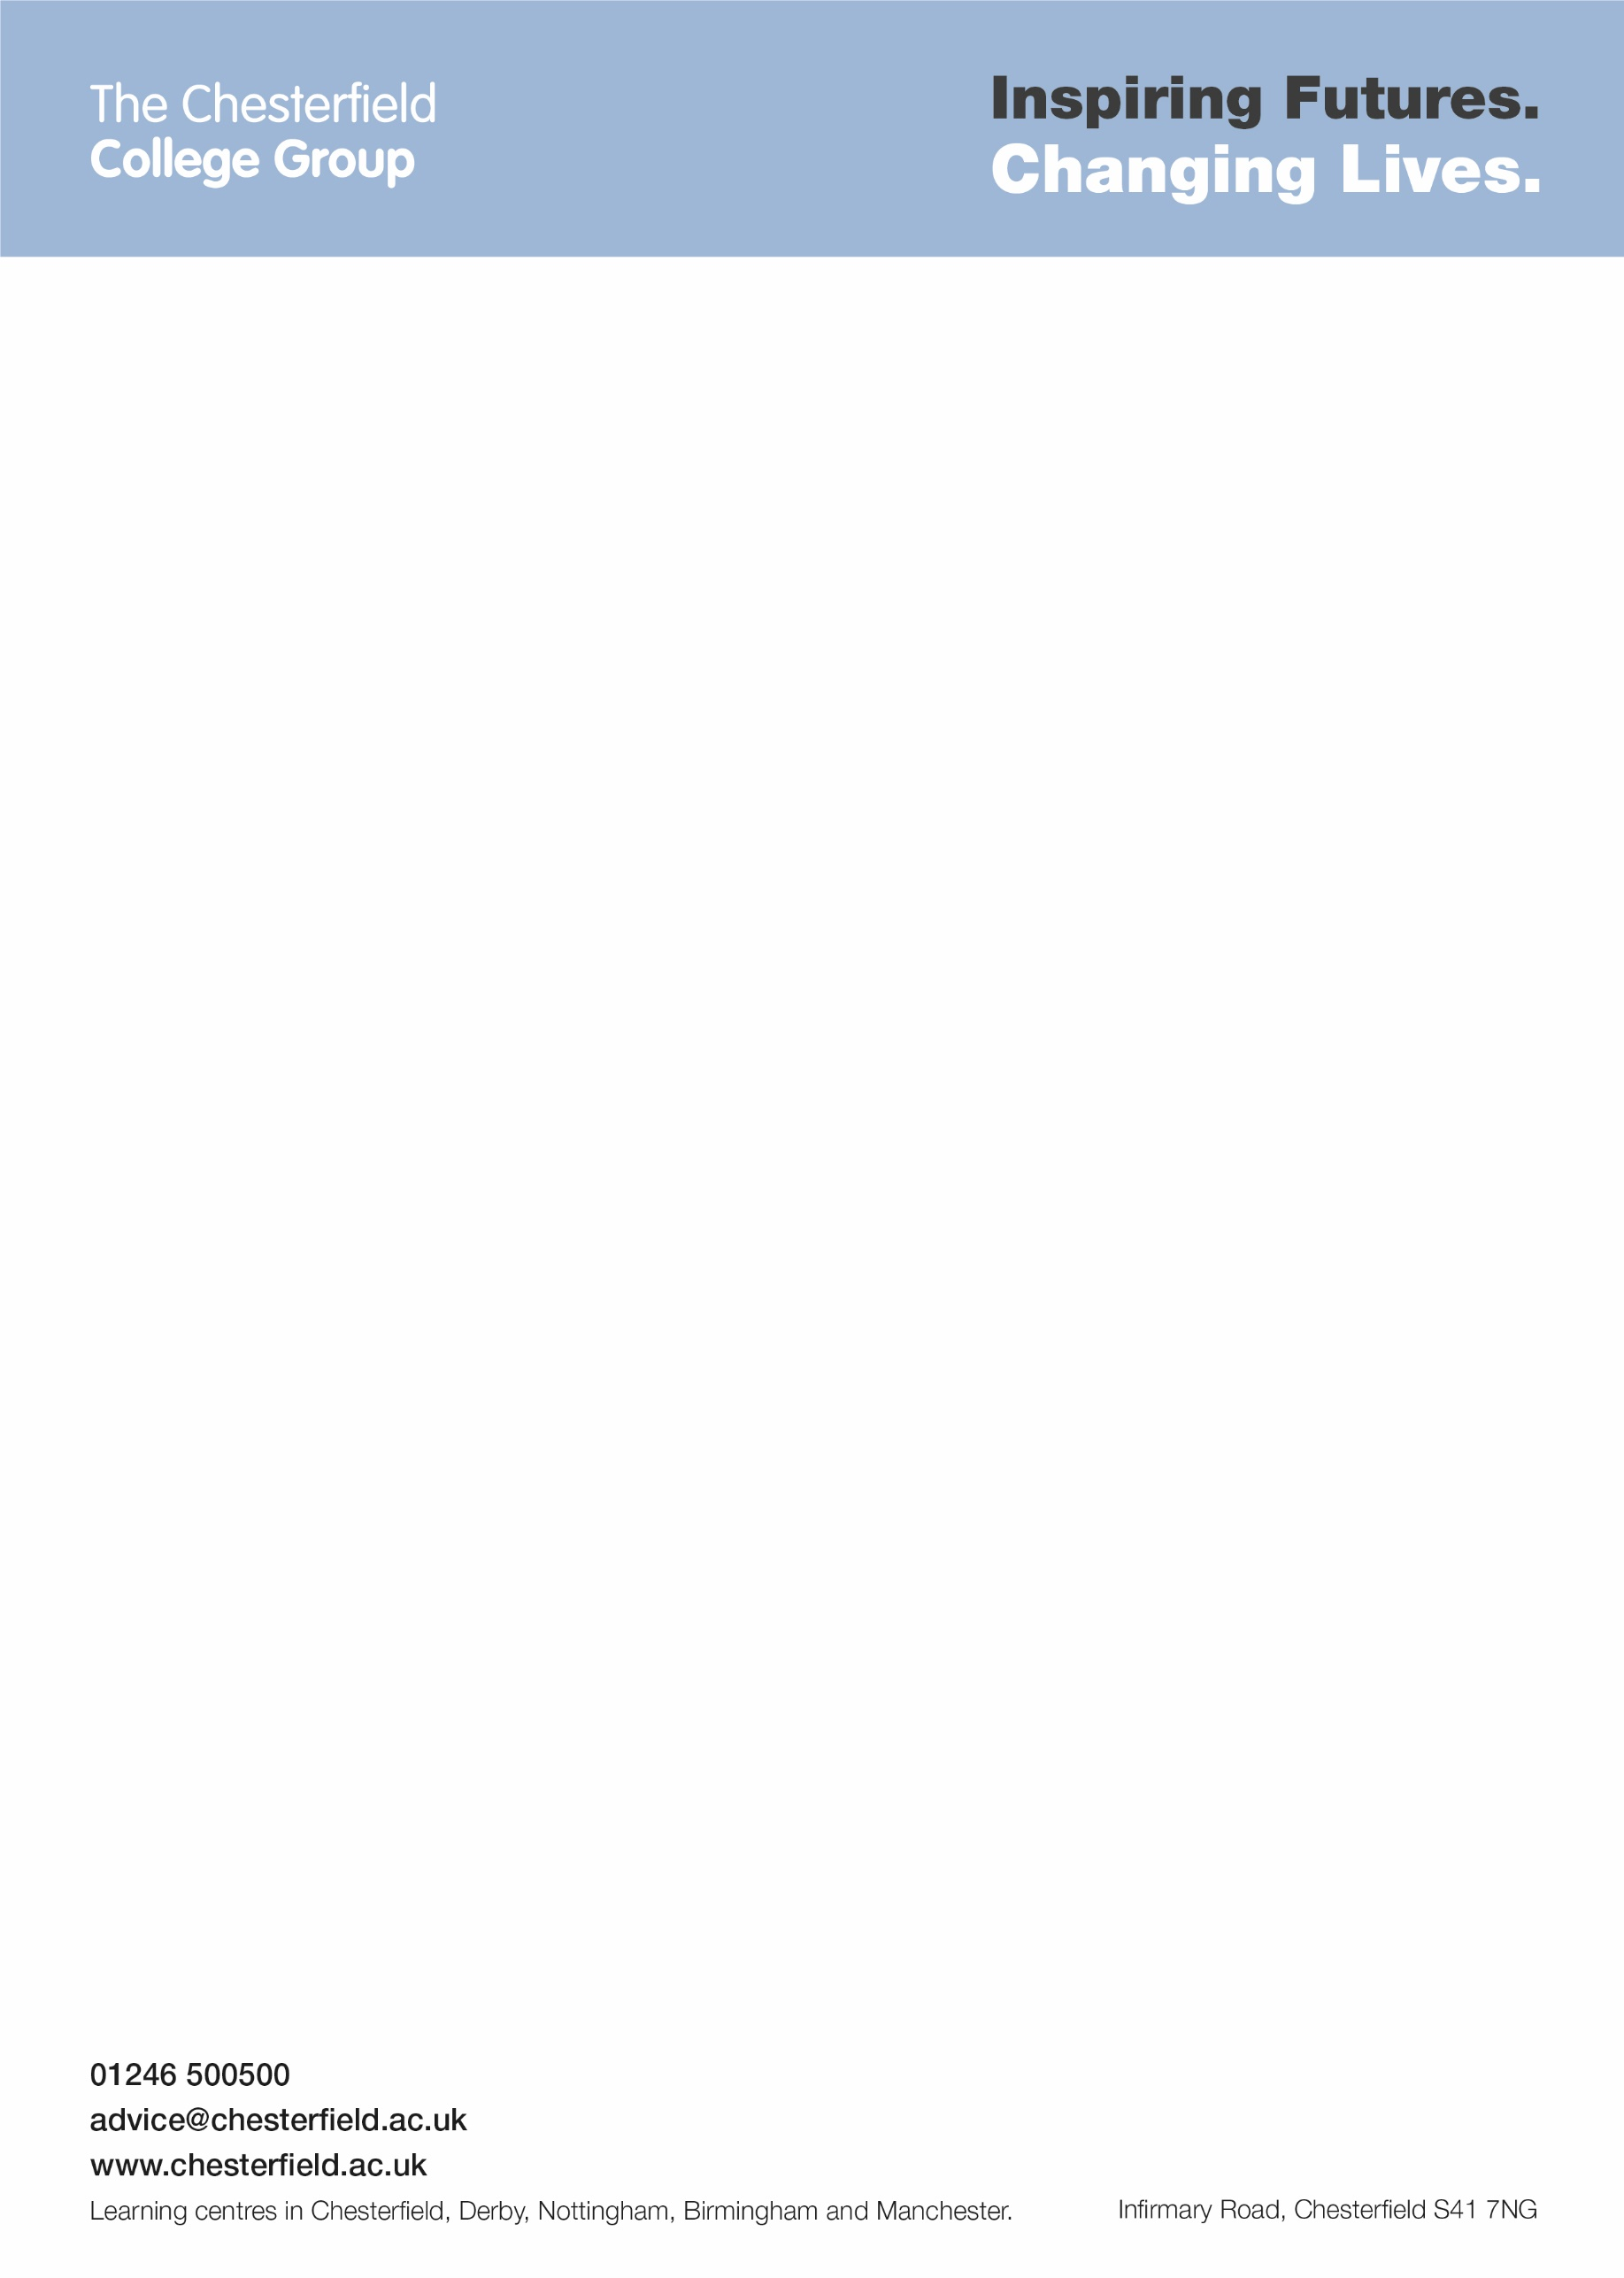 The Chesterfield
College Group
Inspiring Futures.
Changing Lives.
01246 500500
advice@chesterfield.ac.uk
www.chesterfield.ac.uk
Learning centres in Chesterfield, Derby, Nottingham, Birmingham and Manchester.
Infirmary Road, Chesterfield S41 7NG